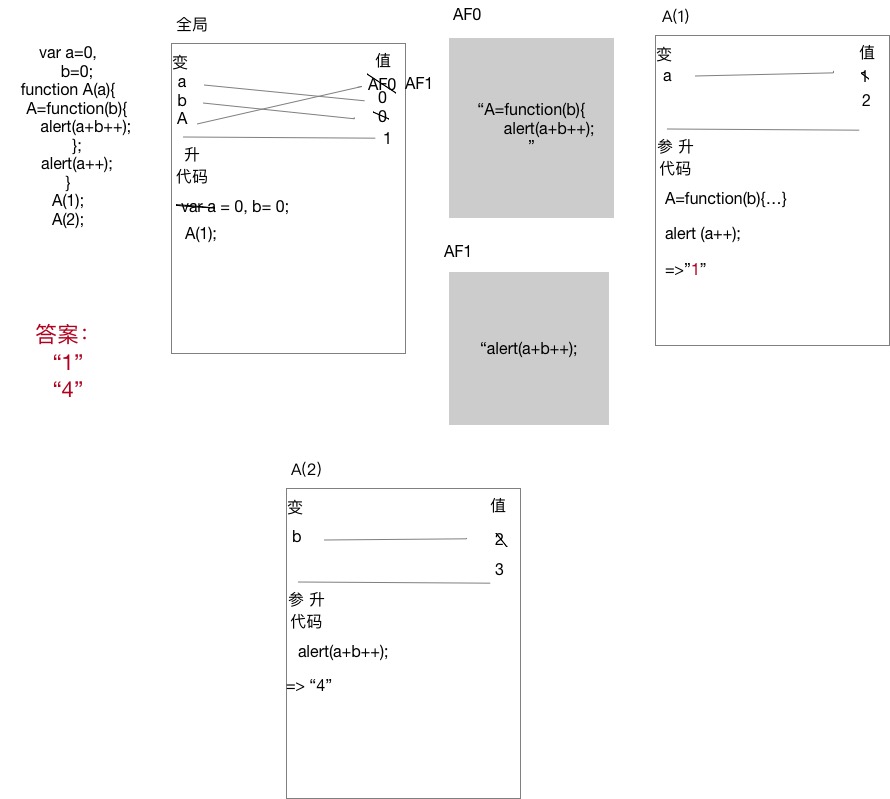 var a=0,
b=0;
function A(a){
A=function(b){
alert(a+b++);
};
alert(a++);
}
A(1);
A(2);
答案：
“1”
“4”
全局
变 值
a AF0 AF1
b 0
A 0
1
升
代码
var a = 0, b= 0;
A(1);
AF0
“A=function(b){
alert(a+b++);
”
AF1
“alert(a+b++);
A(1)
变 值
a 1
2
参 升
代码
A=function(b){…}
alert (a++);
=>”1”
A(2)
变 值
b 2
3
参 升
代码
alert(a+b++);
=> “4”